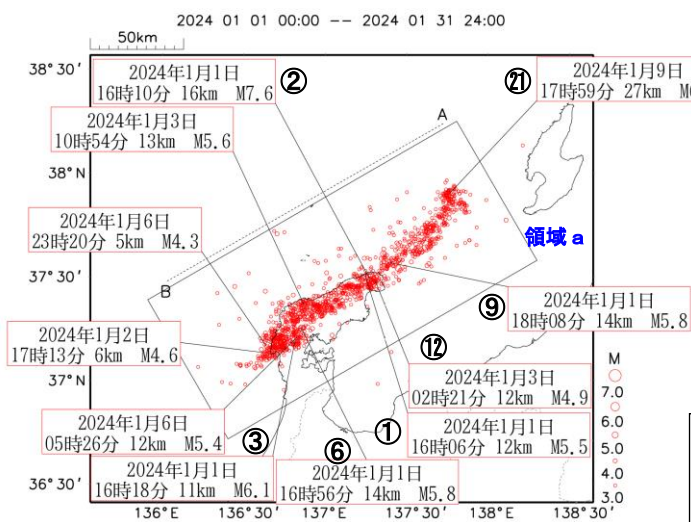 2024 01 01 00:00 -- 2024 01 31 24:00
50km
38°30′
2024年1月1日
16時10分 16km M7.6
②
㉑
2024年1月9日
17時59分 27km
2024年1月3日
10時54分 13km M5.6
A
38°N
2024年1月6日
23時20分 5km M4.3
領域 a
37°30′
B
⑨
2024年1月1日
18時08分 14km M5.8
2024年1月2日
17時13分 6km M4.6
⑫
M
7.0
6.0
5.0
4.0
3.0
37°N
2024年1月3日
02時21分 12km M4.9
2024年1月6日
05時26分 12km M5.4
③
①
2024年1月1日
16時06分 12km M5.5
⑥
2024年1月1日
16時18分 11km M6.1
2024年1月1日
16時56分 14km M5.8
36°30′
136°E
136°30′
137°E
137°30′
138°E
138°30′